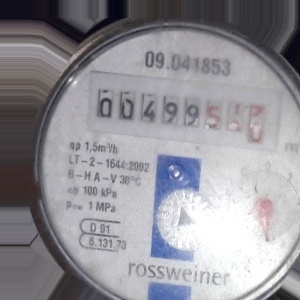 09.041853
00499
qp 1,5m³/h
LT-2-1644:2002
B-H A-V 30°C
100 kPa
1 MPa
D 91
6.131.73
rossweiner